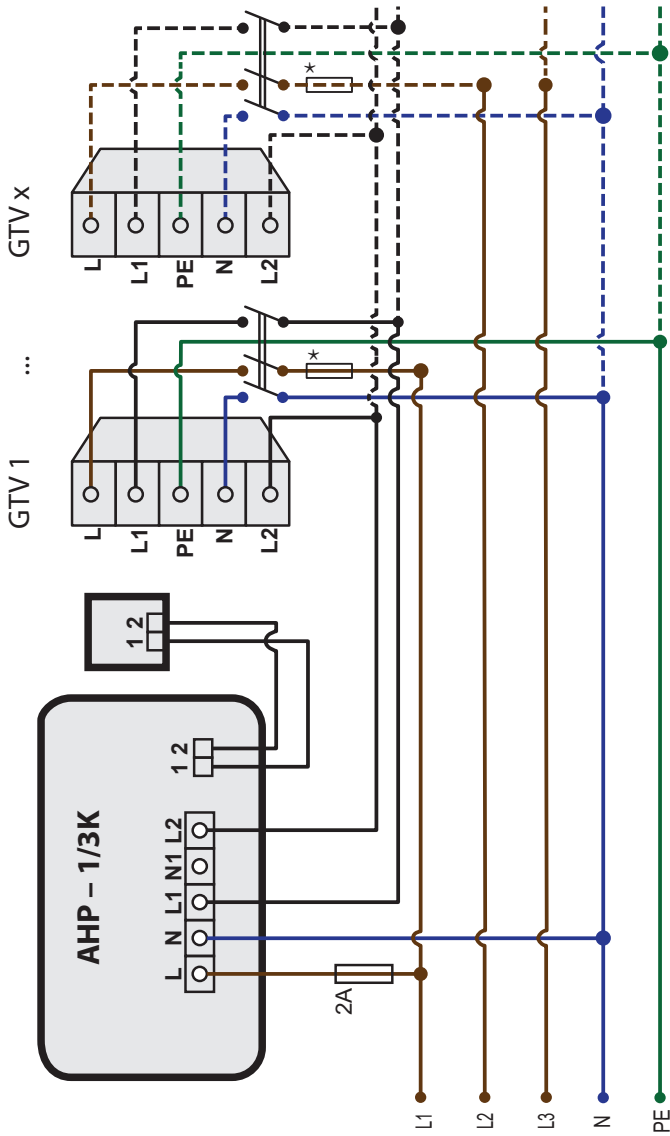 GTV x
L
L1
PE
N
L2
*
...
GTV 1
L
L1
PE
N
L2
*
1 2
AHP – 1/3K
1 2
L N L1 N1 L2
2A
L1
L2
L3
N
PE